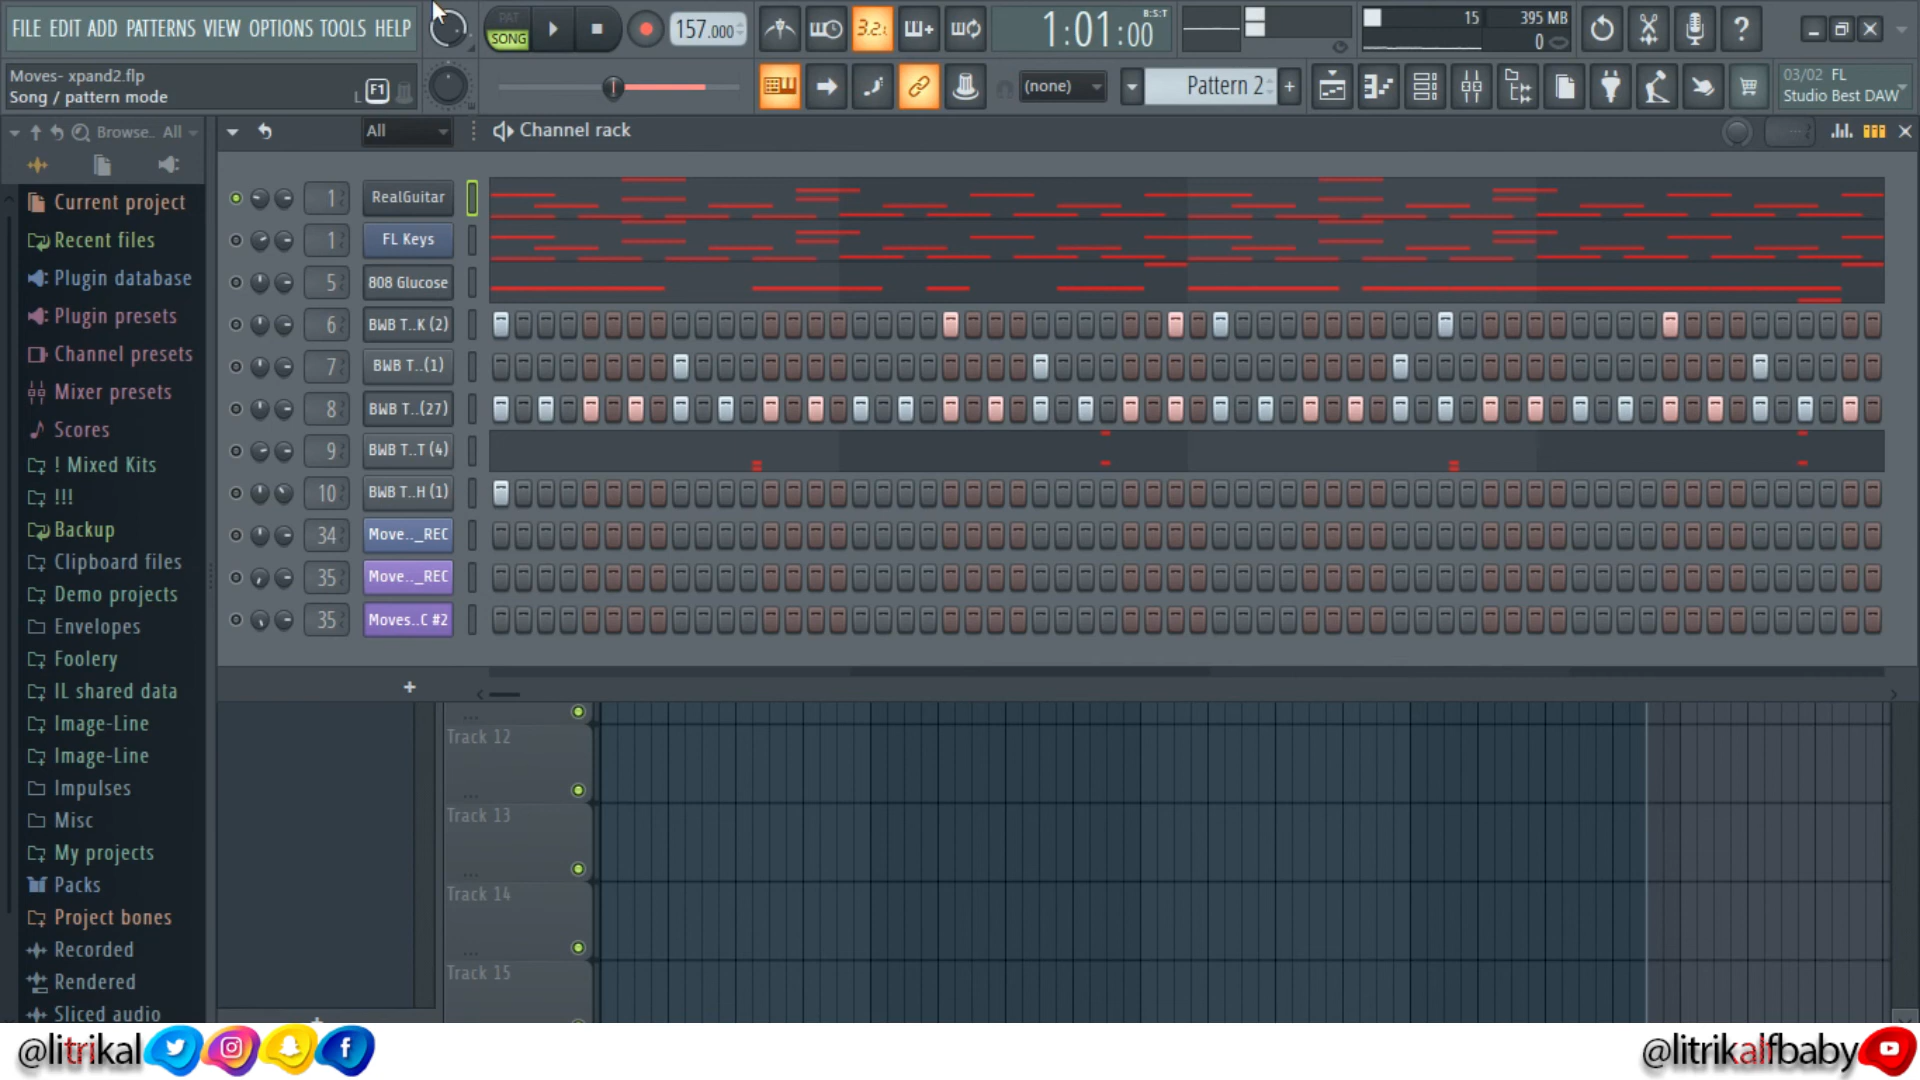 FILE EDIT ADD PATTERNS VIEW OPTIONS TOOLS HELP
PAT
SONG
157.000
3.2.1
1:01:00
B:S:T
15
395 MB
0
Moves- xpand2.flp
Song / pattern mode
F1
(none)
Pattern 2
+
03/02 FL
Studio Best DAW
Browse..
All
All
Channel rack
Current project
Recent files
Plugin database
Plugin presets
Channel presets
Mixer presets
Scores
! Mixed Kits
!!!
Backup
Clipboard files
Demo projects
Envelopes
Foolery
IL shared data
Image-Line
Image-Line
Impulses
Misc
My projects
Packs
Project bones
Recorded
Rendered
Sliced audio
1 RealGuitar
1 FL Keys
5 808 Glucose
6 BWB T..K (2)
7 BWB T..(1)
8 BWB T..(27)
9 BWB T..T (4)
10 BWB T..H (1)
34 Move.._REC
35 Move.._REC
35 Moves..C #2
+
Track 12
Track 13
Track 14
Track 15
@litrikal
@litrikalfbaby